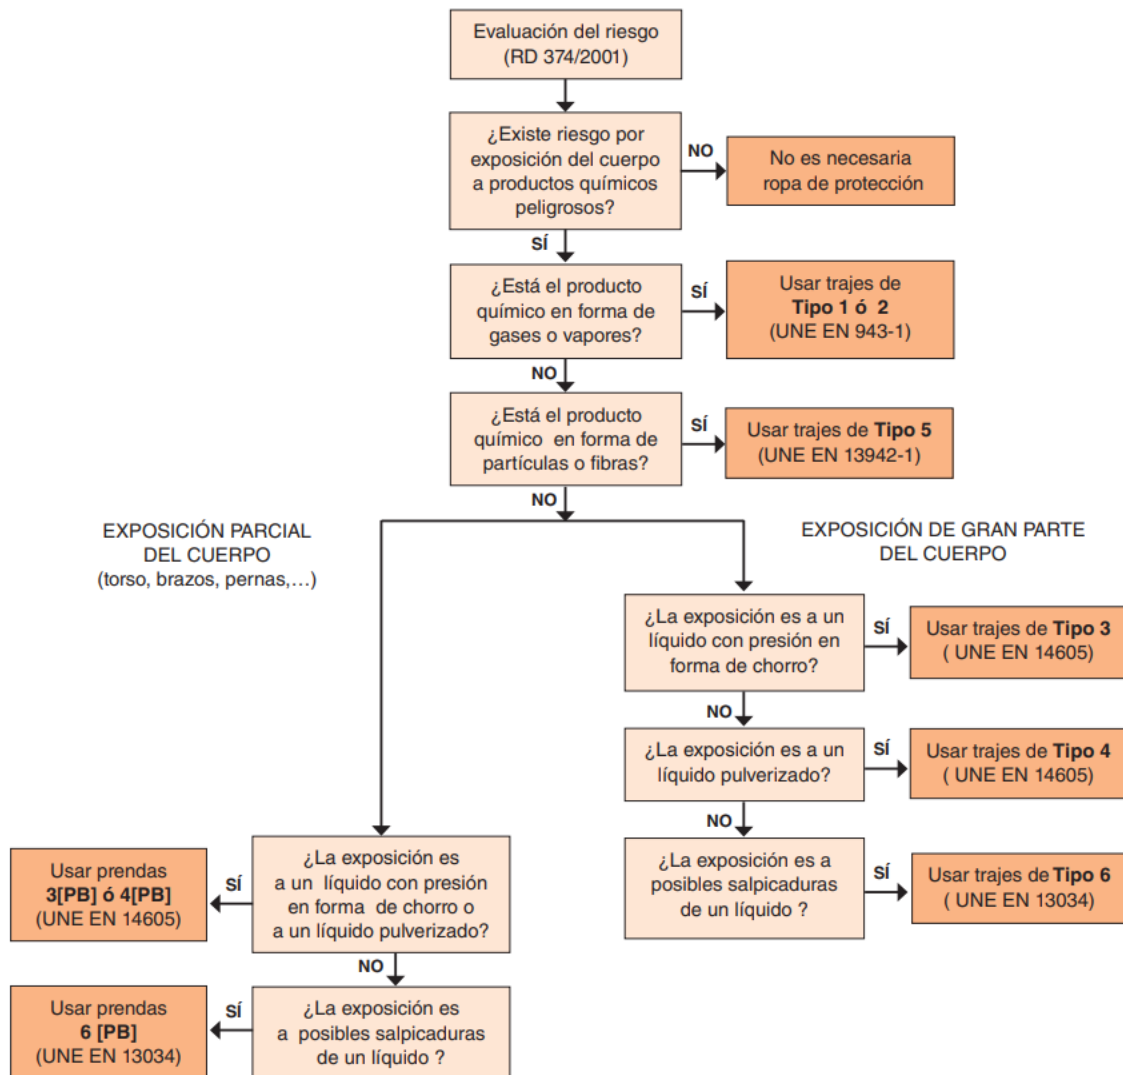 Evaluación del riesgo
(RD 374/2001)
¿Existe riesgo por
exposición del cuerpo
a productos químicos
peligrosos?
NO
No es necesaria
ropa de protección
SÍ
¿Está el producto
químico en forma de
gases o vapores?
SÍ
Usar trajes de
Tipo 1 ó 2
(UNE EN 943-1)
NO
¿Está el producto
químico en forma de
partículas o fibras?
SÍ
Usar trajes de Tipo 5
(UNE EN 13942-1)
NO
EXPOSICIÓN PARCIAL
DEL CUERPO
(torso, brazos, pernas,…)
EXPOSICIÓN DE GRAN PARTE
DEL CUERPO
¿La exposición es a un
líquido con presión en
forma de chorro?
SÍ
Usar trajes de Tipo 3
( UNE EN 14605)
NO
¿La exposición es a un
líquido pulverizado?
SÍ
Usar trajes de Tipo 4
( UNE EN 14605)
NO
¿La exposición es a
posibles salpicaduras
de un líquido ?
SÍ
Usar trajes de Tipo 6
( UNE EN 13034)
¿La exposición es
a un líquido con presión
en forma de chorro o
a un líquido pulverizado?
SÍ
Usar prendas
3[PB] ó 4[PB]
(UNE EN 14605)
NO
¿La exposición es
a posibles salpicaduras
de un líquido ?
SÍ
Usar prendas
6 [PB]
(UNE EN 13034)